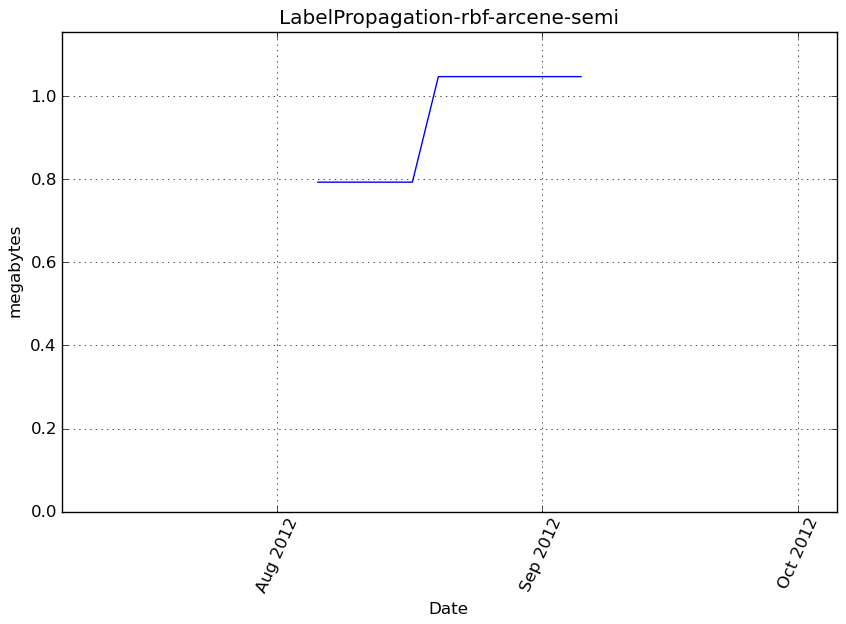 LabelPropagation-rbf-arcene-semi
megabytes
1.0
0.8
0.6
0.4
0.2
0.0
Aug 2012
Sep 2012
Oct 2012
Date